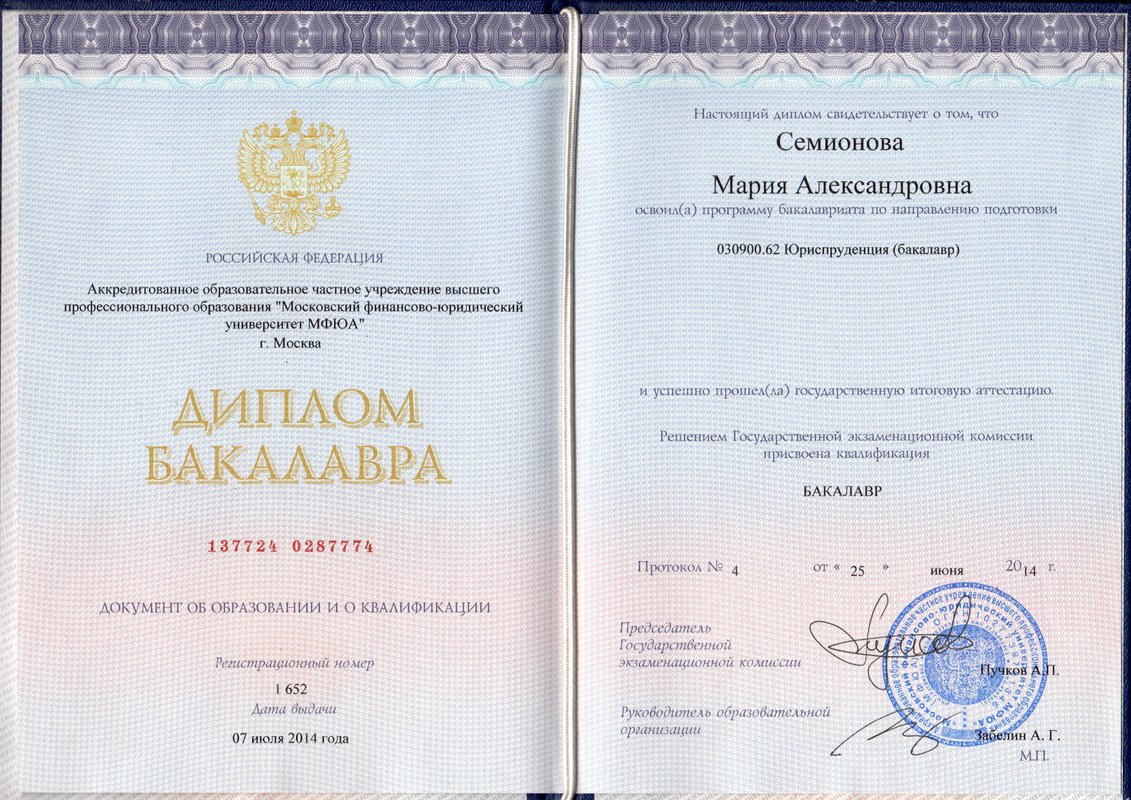 РОССИЙСКАЯ ФЕДЕРАЦИЯ
Аккредитованное образовательное частное учреждение высшего
профессионального образования "Московский финансово-юридический
университет МФЮА"
г. Москва
ДИПЛОМ
БАКАЛАВРА
137724 0287774
ДОКУМЕНТ ОБ ОБРАЗОВАНИИ И О КВАЛИФИКАЦИИ
Регистрационный номер
1 652
Дата выдачи
07 июля 2014 года
Настоящий диплом свидетельствует о том, что
Семионова
Мария Александровна
освоил(а) программу бакалавриата по направлению подготовки
030900.62 Юриспруденция (бакалавр)
и успешно прошел(ла) государственную итоговую аттестацию.
Решением Государственной экзаменационной комиссии
присвоена квалификация
БАКАЛАВР
Протокол № 4 от « 25 » июня 2014 г.
Председатель
Государственной
экзаменационной комиссии
Пучков А.П.
Руководитель образовательной
организации
Забелин А. Г.
М.П.